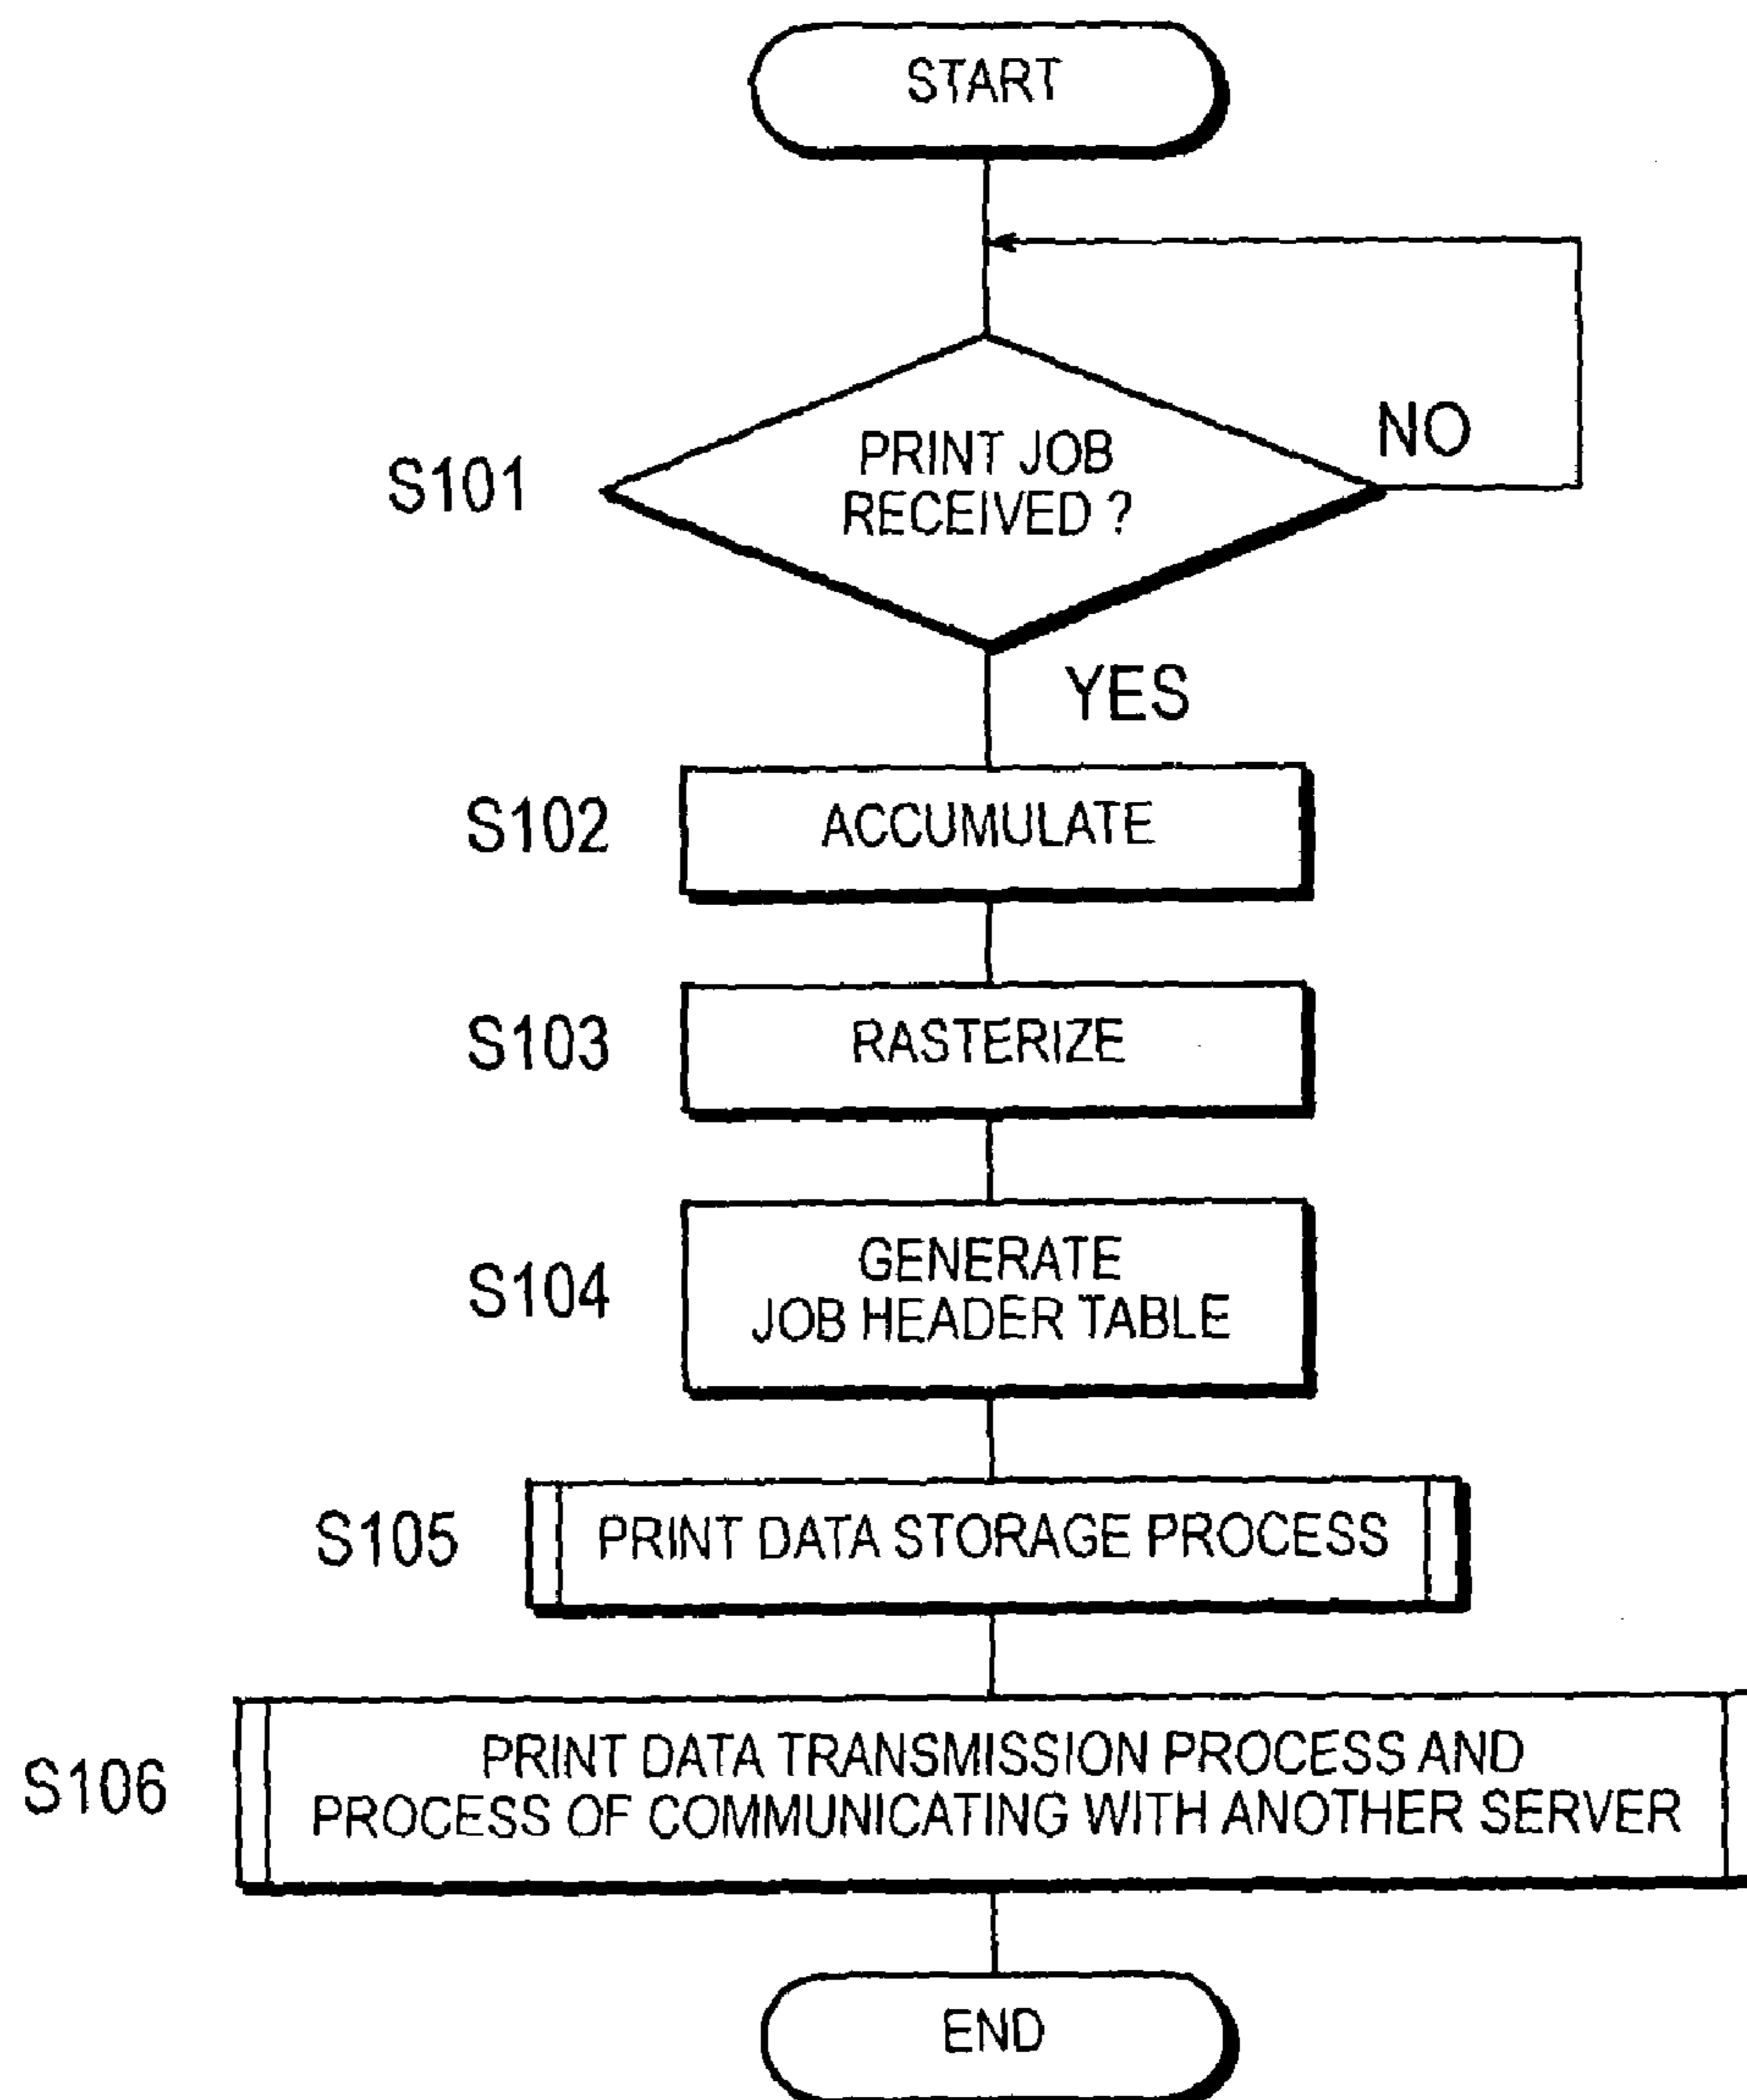 START
NO
S101
PRINT JOB
RECEIVED ?
YES
S102
ACCUMULATE
S103
RASTERIZE
S104
GENERATE
JOB HEADER TABLE
S105
PRINT DATA STORAGE PROCESS
S106
PRINT DATA TRANSMISSION PROCESS AND
PROCESS OF COMMUNICATING WITH ANOTHER SERVER
END